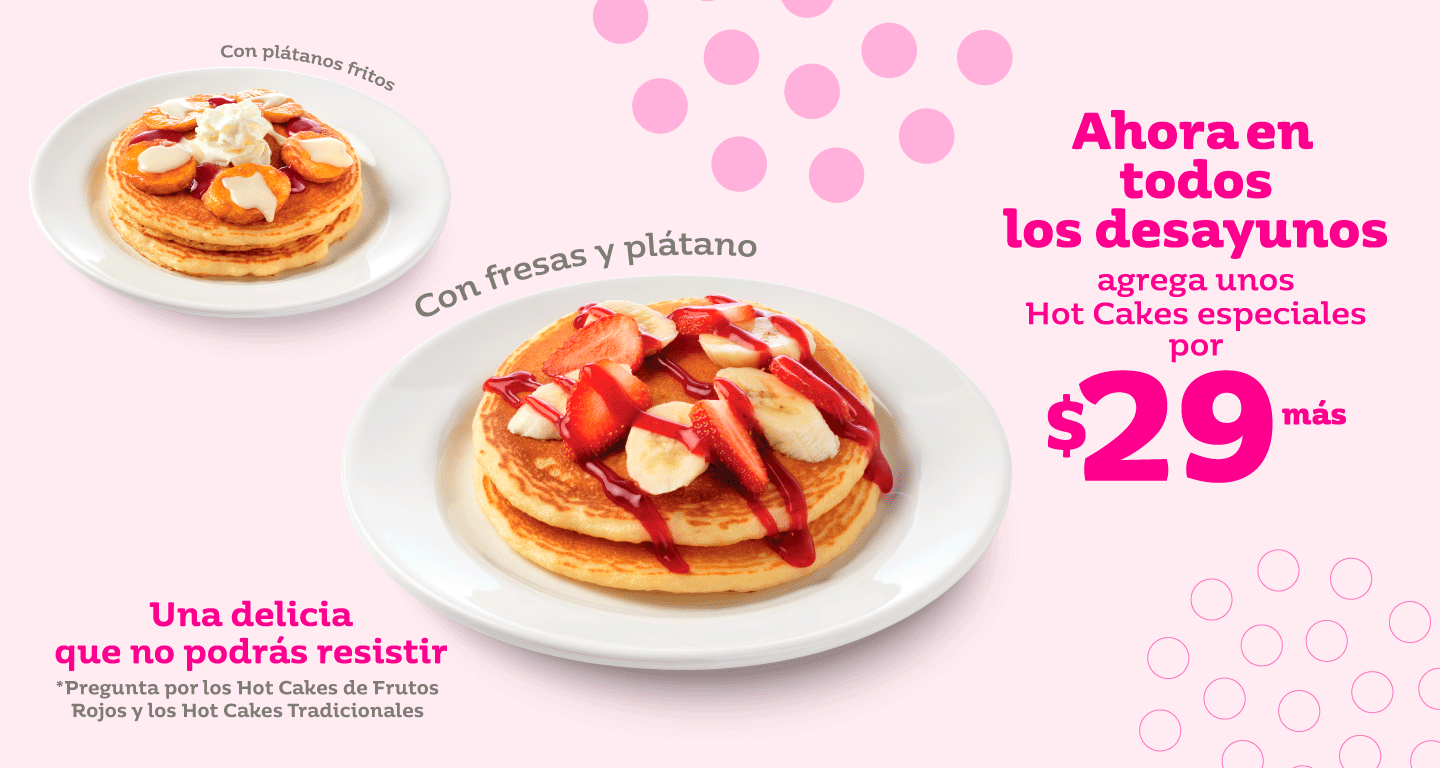 Con plátanos fritos
Con fresas y plátano
Ahora en
todos
los desayunos
agrega unos
Hot Cakes especiales
por
$29 más
Una delicia
que no podrás resistir
*Pregunta por los Hot Cakes de Frutos
Rojos y los Hot Cakes Tradicionales